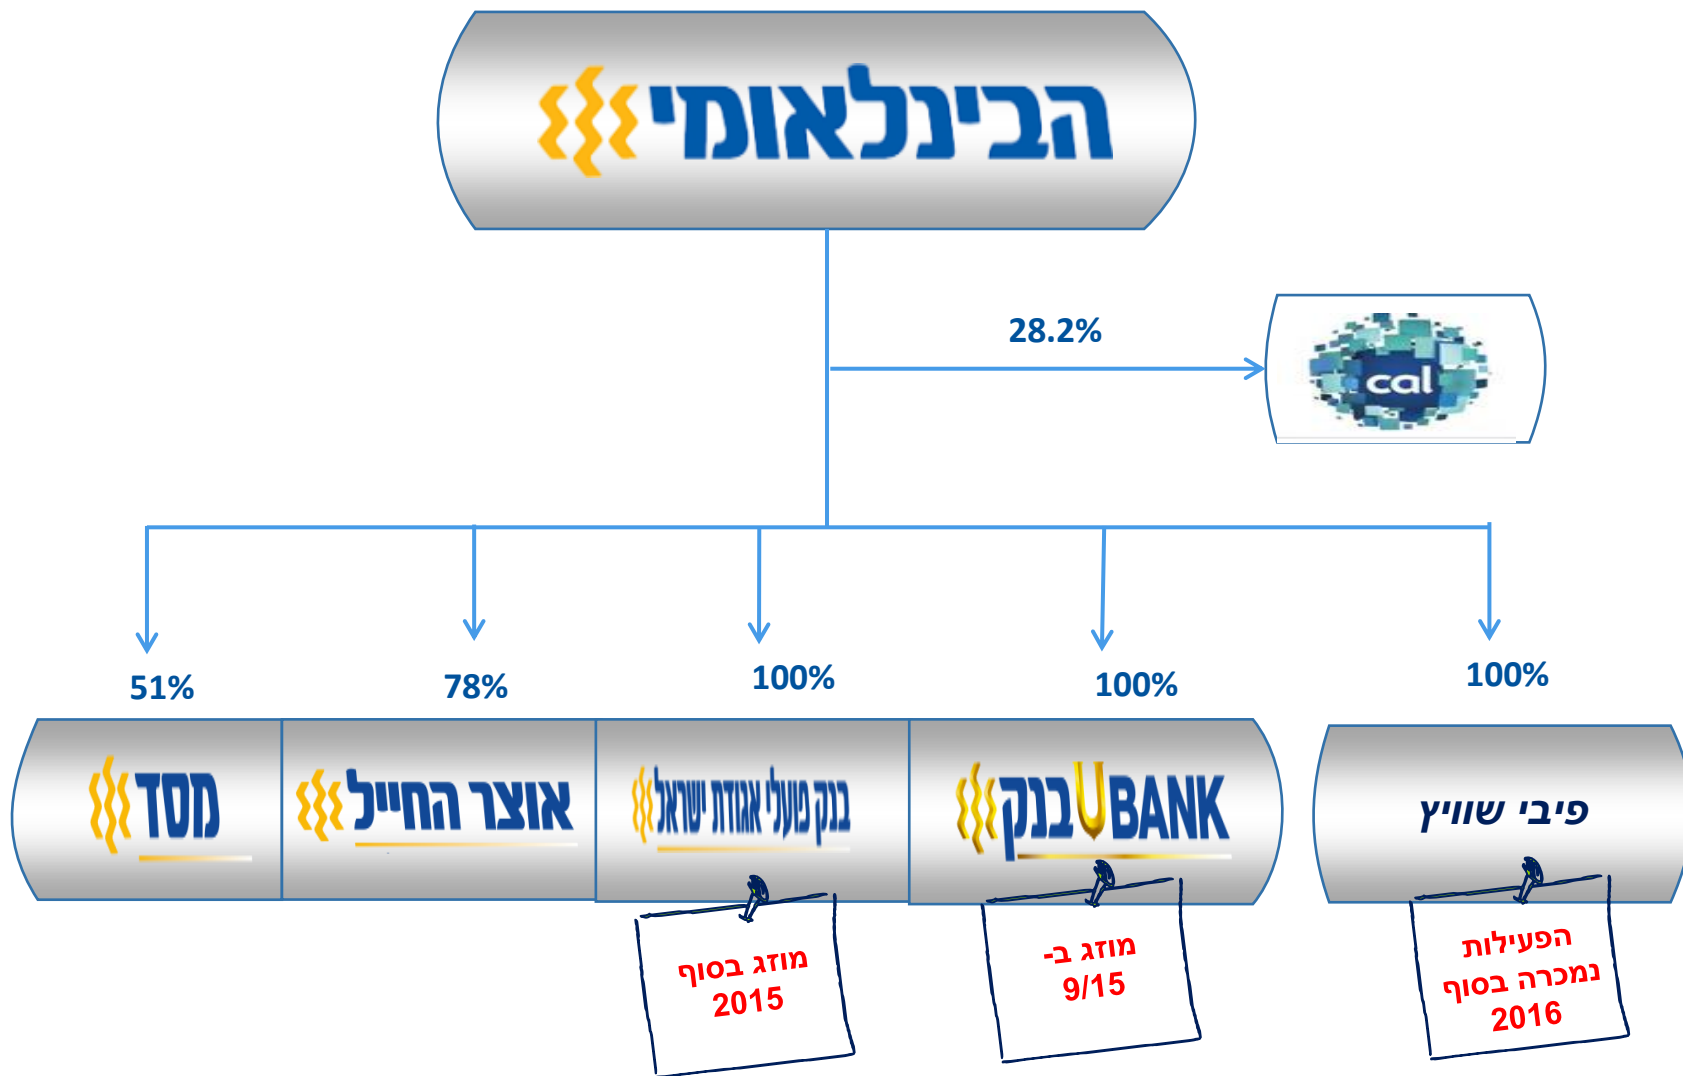 הבינלאומי
28.2%
cal
51%
78%
100%
100%
100%
מסד
אוצר החייל
בנק פועלי אגודת ישראל
בנק UBANK
פיבי שוויץ
מוזג בסוף
2015
מוזג ב-
9/15
הפעילות
נמכרה בסוף
2016